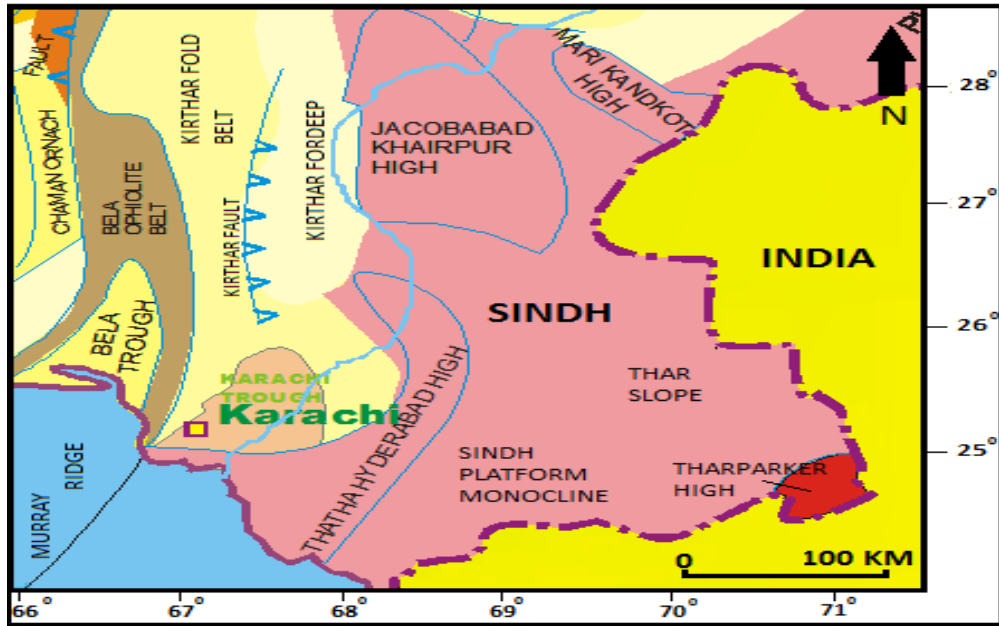 FAULT
CHAMAN ORNACH
BELA
OPHIOLITE
BELT
KIRTHAR FOLD
BELT
KIRTHAR FAULT
KIRTHAR FORDEEP
JACOBABAD
KHAIRPUR
HIGH
MARI KANDKOT
HIGH
N
28°
27°
INDIA
SINDH
26°
BELA
TROUGH
KARACHI
TROUGH
Karachi
THATHA HY DERABAD HIGH
THAR
SLOPE
25°
SINDH
PLATFORM
MONOCLINE
THARPARKER
HIGH
MURRAY
RIDGE
0 100 KM
66° 67° 68° 69° 70° 71°